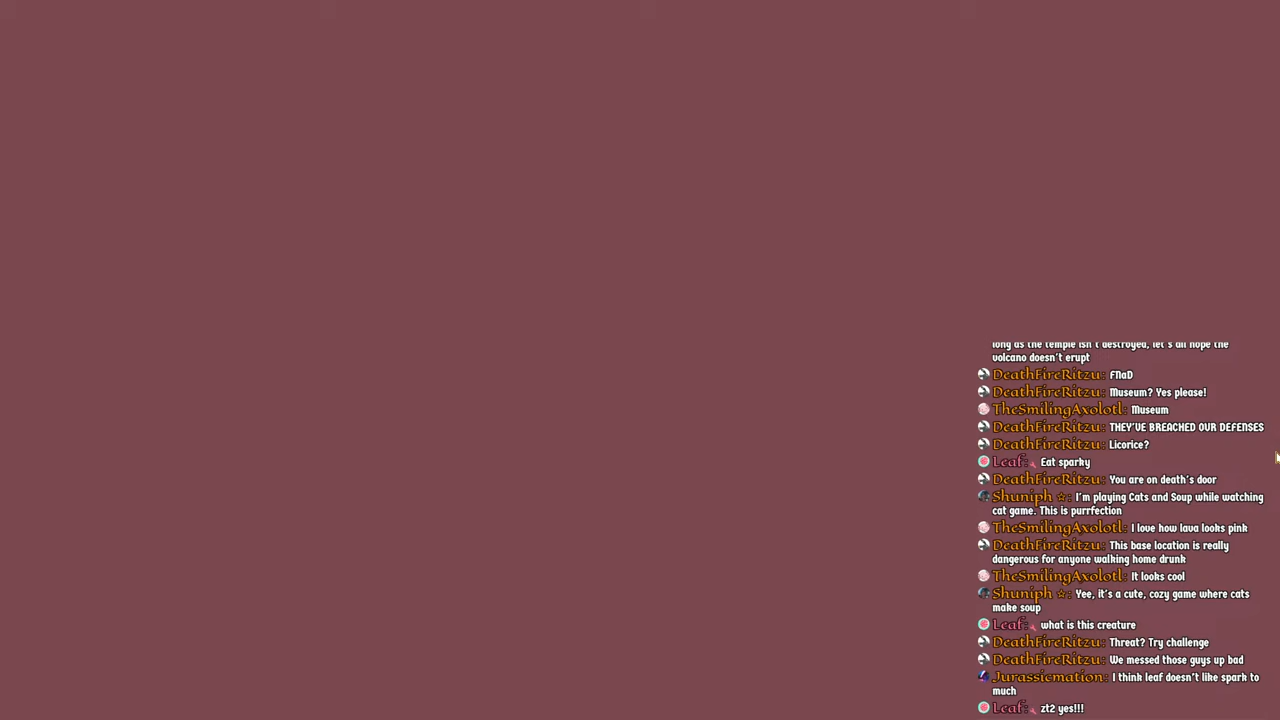 long as the temple isn't destroyed, let's all hope the
volcano doesn't erupt
DeathFireRitzu: FNaD
DeathFireRitzu: Museum? Yes please!
TheSmilingAxolotl: Museum
DeathFireRitzu: THEY'VE BREACHED OUR DEFENSES
DeathFireRitzu: Licorice?
Leaf: Eat sparky
DeathFireRitzu: You are on death's door
Shuniph ☆: I'm playing Cats and Soup while watching
cat game. This is purrfection
TheSmilingAxolotl: I love how lava looks pink
DeathFireRitzu: This base location is really
dangerous for anyone walking home drunk
TheSmilingAxolotl: It looks cool
Shuniph ☆: Yee, it's a cute, cozy game where cats
make soup
Leaf: what is this creature
DeathFireRitzu: Threat? Try challenge
DeathFireRitzu: We messed those guys up bad
Jurassicmation: I think leaf doesn't like spark to
much
Leaf: zt2 yes!!!